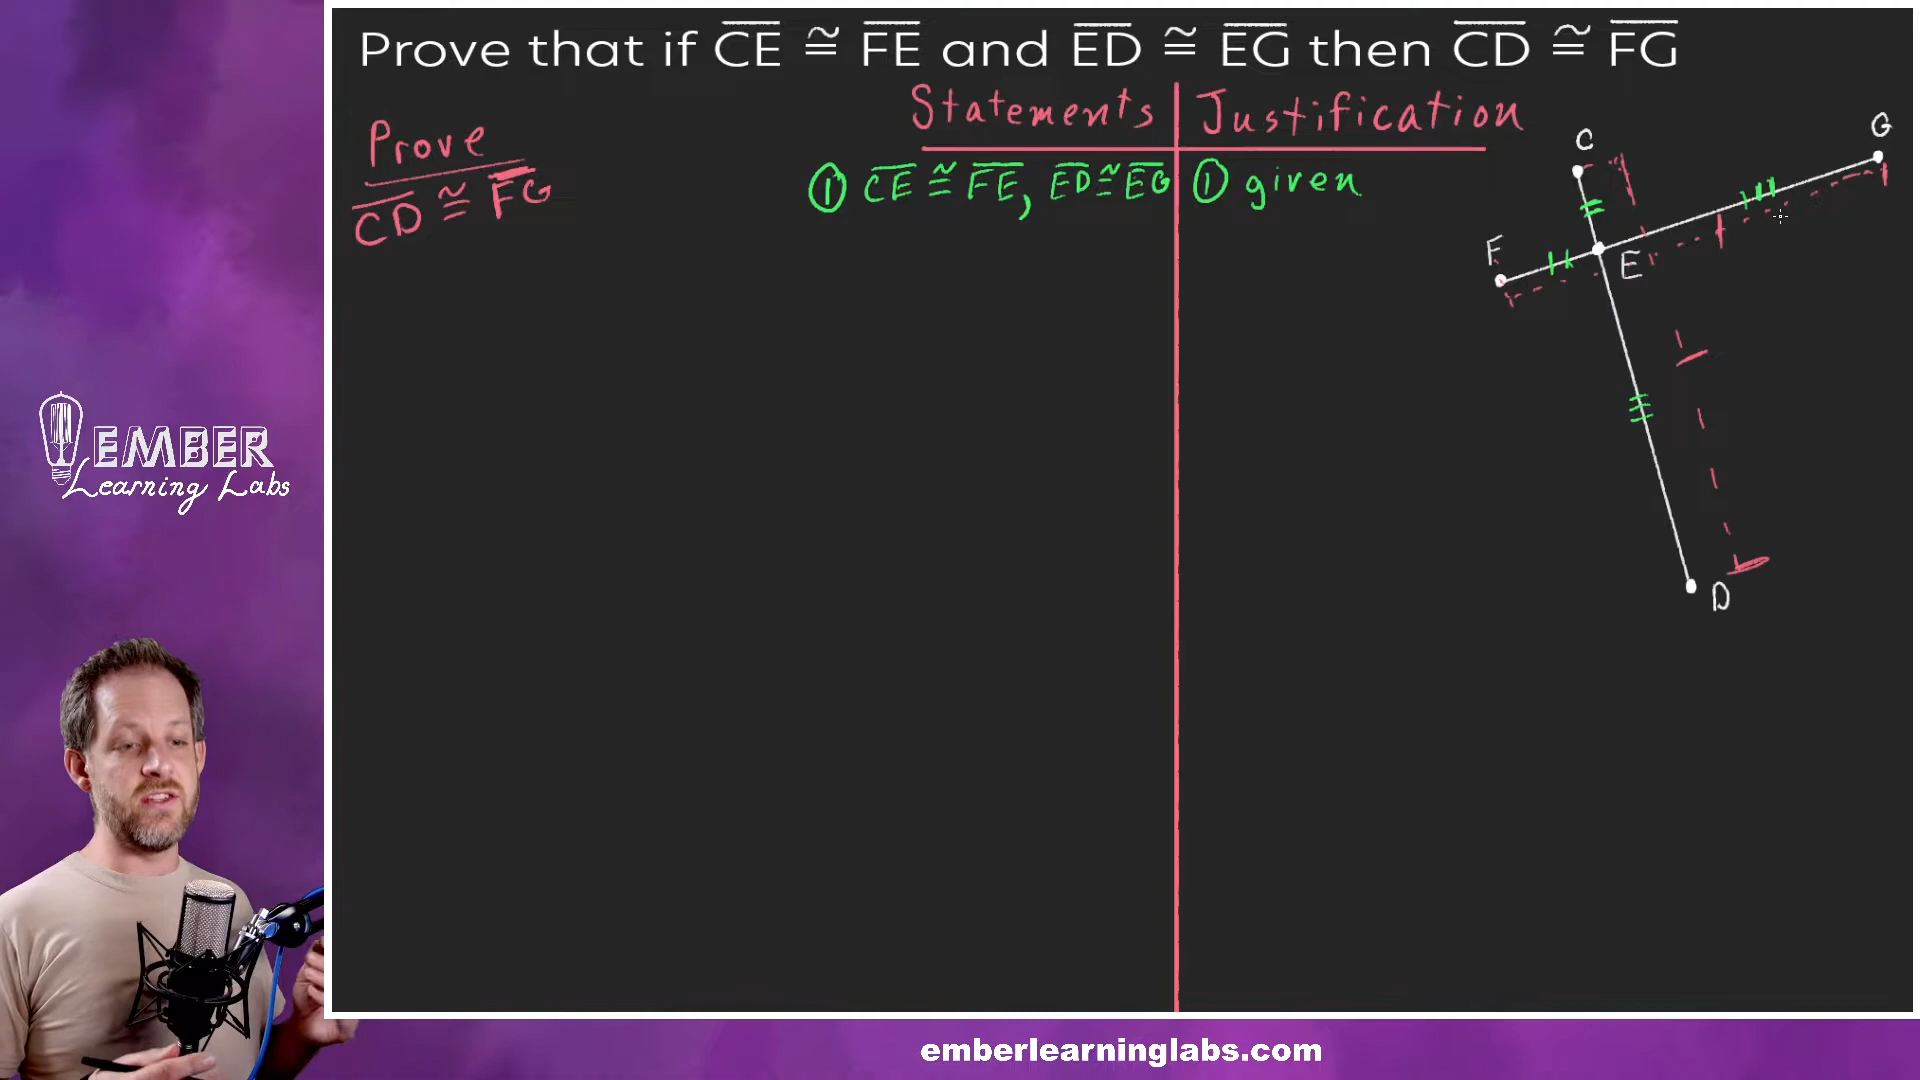 Prove that if CE ≅ FE and ED ≅ EG then CD ≅ FG
Prove
CD ≅ FG
Statements
Justification
① CE ≅ FE, ED ≅ EG
① given
C
G
F
E
D
EMBER
Learning Labs
emberlearninglabs.com